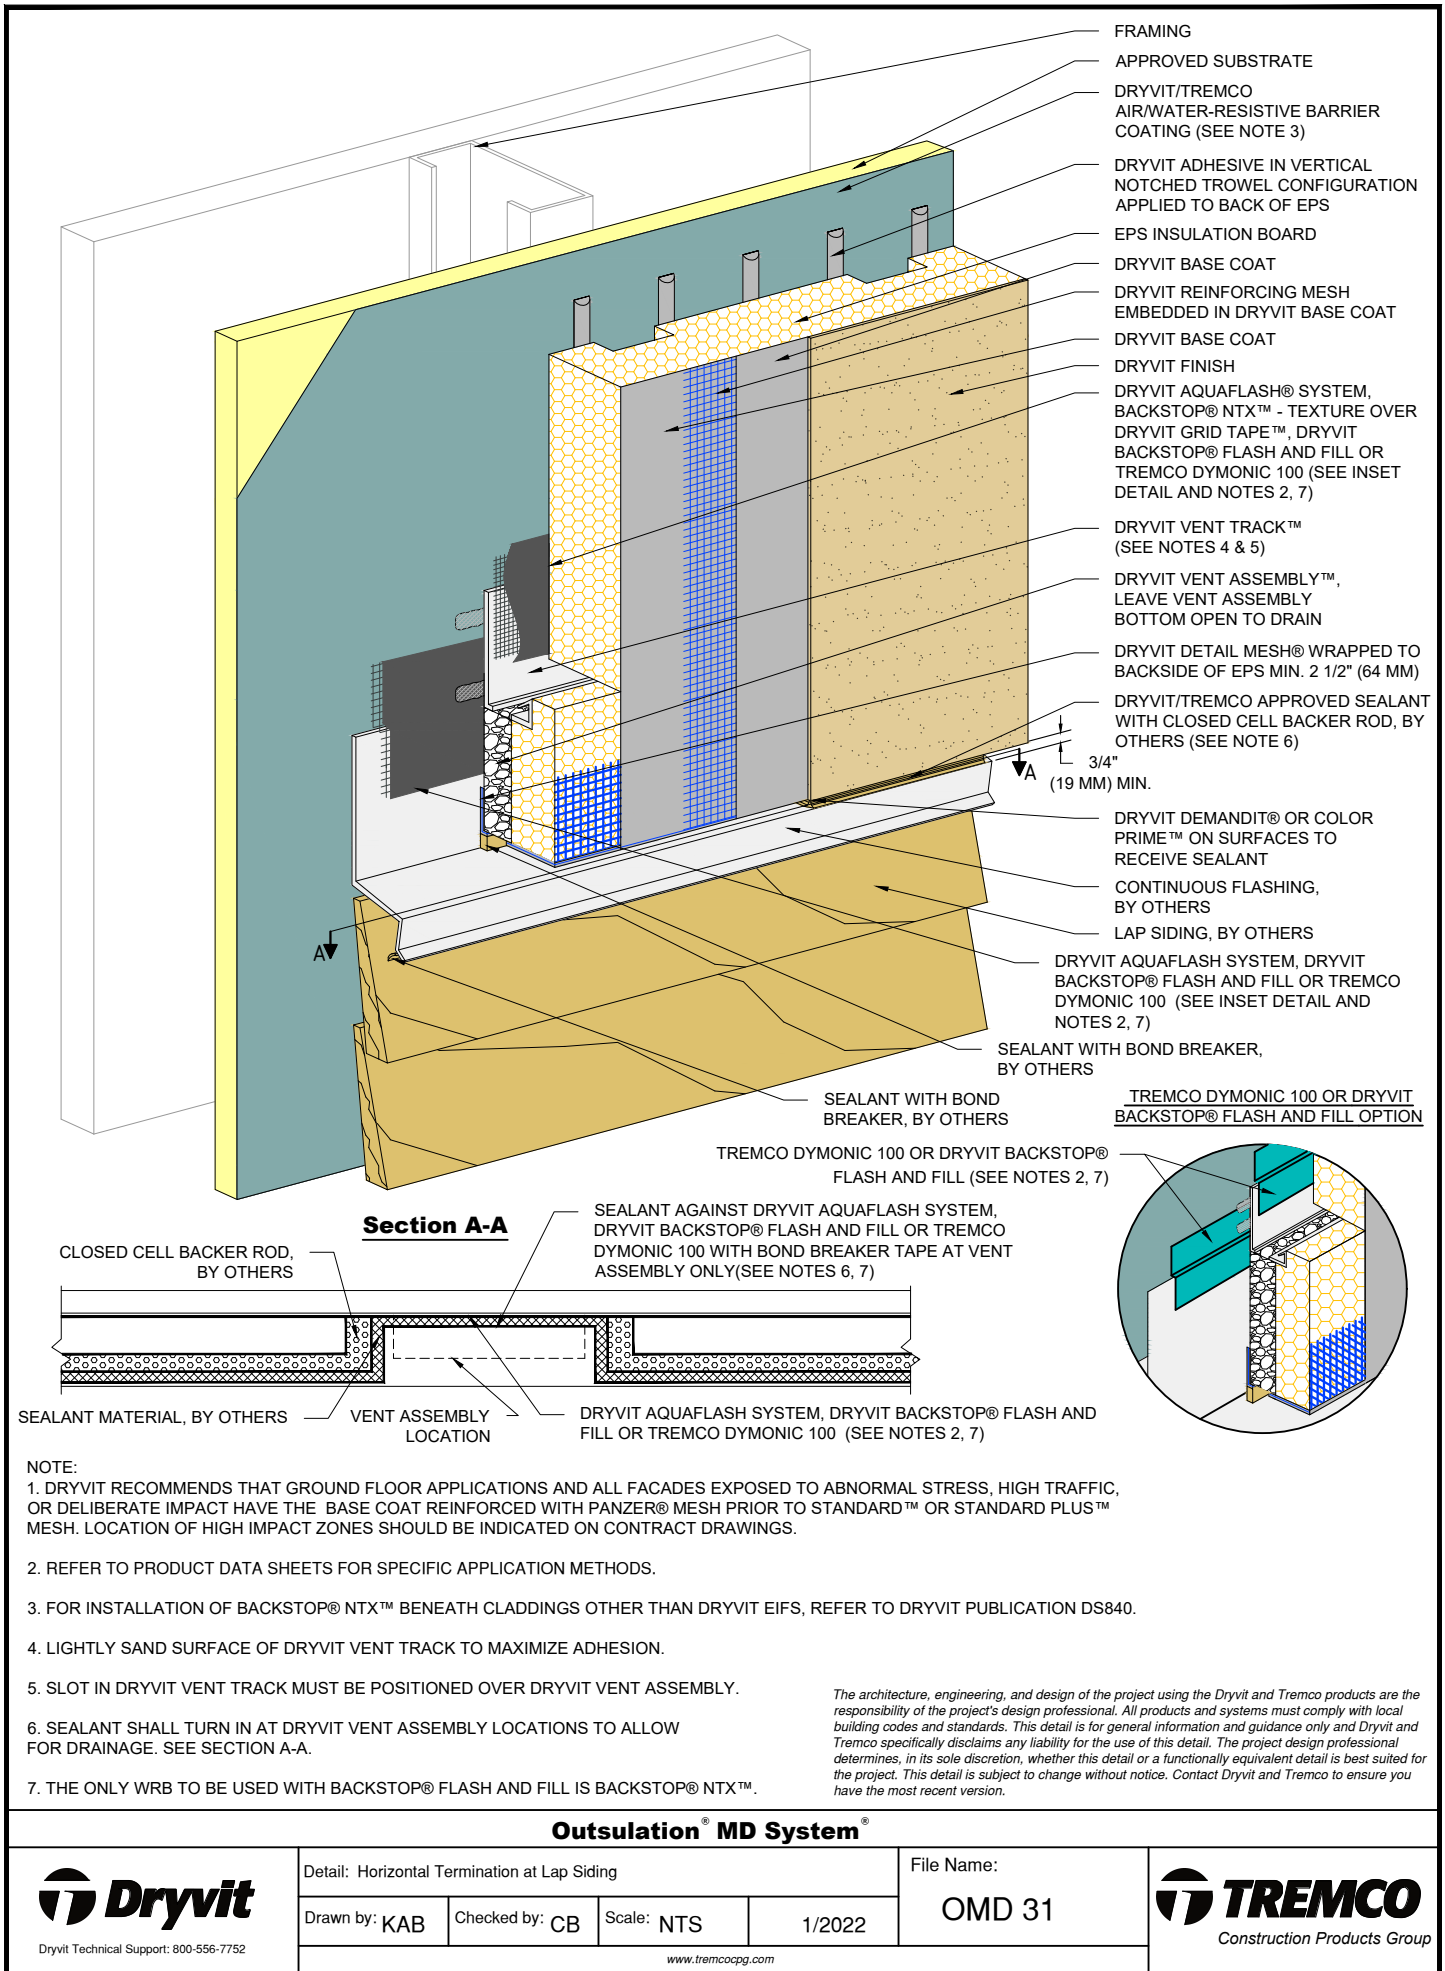 FRAMING
APPROVED SUBSTRATE
DRYVIT/TREMCO
AIR/WATER-RESISTIVE BARRIER
COATING (SEE NOTE 3)
DRYVIT ADHESIVE IN VERTICAL
NOTCHED TROWEL CONFIGURATION
APPLIED TO BACK OF EPS
EPS INSULATION BOARD
DRYVIT BASE COAT
DRYVIT REINFORCING MESH
EMBEDDED IN DRYVIT BASE COAT
DRYVIT BASE COAT
DRYVIT FINISH
DRYVIT AQUAFLASH® SYSTEM,
BACKSTOP® NTX™ - TEXTURE OVER
DRYVIT GRID TAPE™, DRYVIT
BACKSTOP® FLASH AND FILL OR
TREMCO DYMONIC 100 (SEE INSET
DETAIL AND NOTES 2, 7)
DRYVIT VENT TRACK™
(SEE NOTES 4 & 5)
DRYVIT VENT ASSEMBLY™,
LEAVE VENT ASSEMBLY
BOTTOM OPEN TO DRAIN
DRYVIT DETAIL MESH® WRAPPED TO
BACKSIDE OF EPS MIN. 2 1/2" (64 MM)
DRYVIT/TREMCO APPROVED SEALANT
WITH CLOSED CELL BACKER ROD, BY
OTHERS (SEE NOTE 6)
3/4"
(19 MM) MIN.
A
DRYVIT DEMANDIT® OR COLOR
PRIME™ ON SURFACES TO
RECEIVE SEALANT
CONTINUOUS FLASHING,
BY OTHERS
LAP SIDING, BY OTHERS
A
DRYVIT AQUAFLASH SYSTEM, DRYVIT
BACKSTOP® FLASH AND FILL OR TREMCO
DYMONIC 100 (SEE INSET DETAIL AND
NOTES 2, 7)
SEALANT WITH BOND BREAKER,
BY OTHERS
SEALANT WITH BOND
BREAKER, BY OTHERS
TREMCO DYMONIC 100 OR DRYVIT
BACKSTOP® FLASH AND FILL OPTION
TREMCO DYMONIC 100 OR DRYVIT BACKSTOP®
FLASH AND FILL (SEE NOTES 2, 7)
Section A-A
SEALANT AGAINST DRYVIT AQUAFLASH SYSTEM,
DRYVIT BACKSTOP® FLASH AND FILL OR TREMCO
DYMONIC 100 WITH BOND BREAKER TAPE AT VENT
ASSEMBLY ONLY(SEE NOTES 6, 7)
CLOSED CELL BACKER ROD,
BY OTHERS
SEALANT MATERIAL, BY OTHERS
VENT ASSEMBLY
LOCATION
DRYVIT AQUAFLASH SYSTEM, DRYVIT BACKSTOP® FLASH AND
FILL OR TREMCO DYMONIC 100 (SEE NOTES 2, 7)
NOTE:
1. DRYVIT RECOMMENDS THAT GROUND FLOOR APPLICATIONS AND ALL FACADES EXPOSED TO ABNORMAL STRESS, HIGH TRAFFIC,
OR DELIBERATE IMPACT HAVE THE BASE COAT REINFORCED WITH PANZER® MESH PRIOR TO STANDARD™ OR STANDARD PLUS™
MESH. LOCATION OF HIGH IMPACT ZONES SHOULD BE INDICATED ON CONTRACT DRAWINGS.
2. REFER TO PRODUCT DATA SHEETS FOR SPECIFIC APPLICATION METHODS.
3. FOR INSTALLATION OF BACKSTOP® NTX™ BENEATH CLADDINGS OTHER THAN DRYVIT EIFS, REFER TO DRYVIT PUBLICATION DS840.
4. LIGHTLY SAND SURFACE OF DRYVIT VENT TRACK TO MAXIMIZE ADHESION.
5. SLOT IN DRYVIT VENT TRACK MUST BE POSITIONED OVER DRYVIT VENT ASSEMBLY.
6. SEALANT SHALL TURN IN AT DRYVIT VENT ASSEMBLY LOCATIONS TO ALLOW
FOR DRAINAGE. SEE SECTION A-A.
7. THE ONLY WRB TO BE USED WITH BACKSTOP® FLASH AND FILL IS BACKSTOP® NTX™.
The architecture, engineering, and design of the project using the Dryvit and Tremco products are the
responsibility of the project's design professional. All products and systems must comply with local
building codes and standards. This detail is for general information and guidance only and Dryvit and
Tremco specifically disclaims any liability for the use of this detail. The project design professional
determines, in its sole discretion, whether this detail or a functionally equivalent detail is best suited for
the project. This detail is subject to change without notice. Contact Dryvit and Tremco to ensure you
have the most recent version.
Outsulation® MD System®
Dryvit
Dryvit Technical Support: 800-556-7752
Detail: Horizontal Termination at Lap Siding
Drawn by: KAB
Checked by: CB
Scale: NTS
1/2022
www.tremcocpg.com
File Name:
OMD 31
TREMCO
Construction Products Group